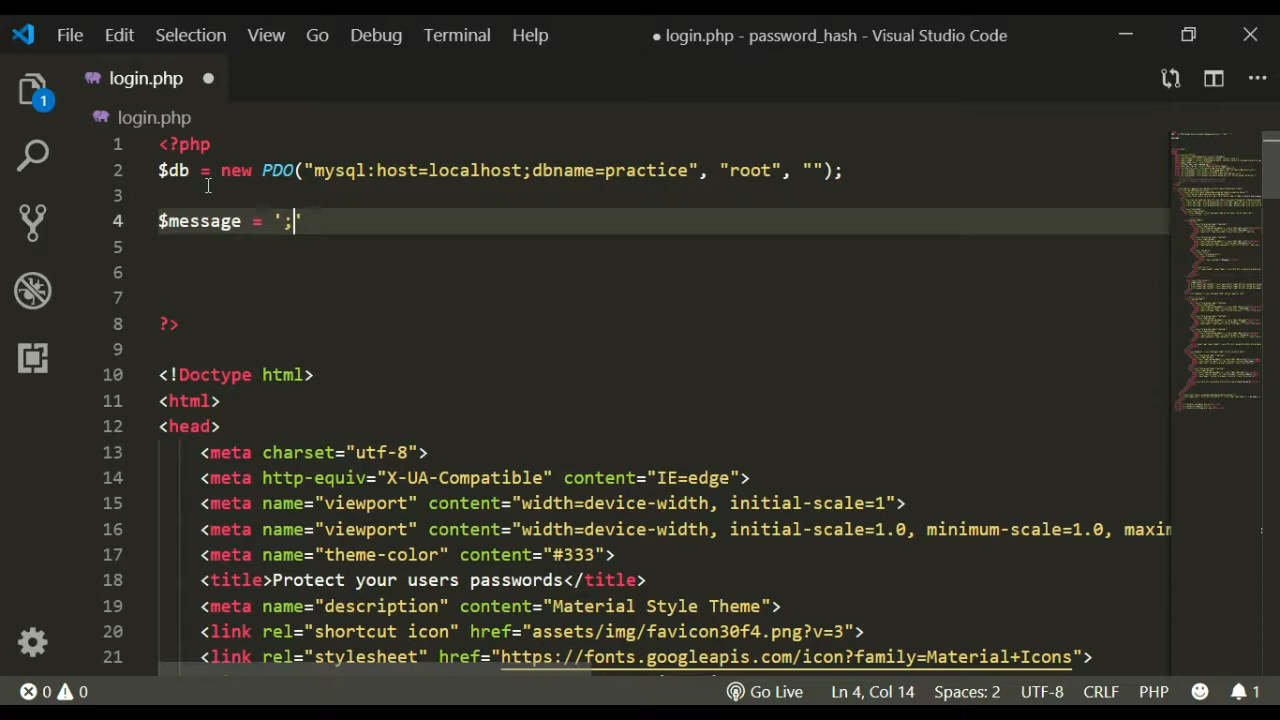 File Edit Selection View Go Debug Terminal Help ● login.php - password_hash - Visual Studio Code
login.php ●
1
login.php
1 <?php
2 $db = new PDO("mysql:host=localhost;dbname=practice", "root", "");
3
4 $message = ';'
5
6
7
8 ?>
9
10 <!Doctype html>
11 <html>
12 <head>
13 <meta charset="utf-8">
14 <meta http-equiv="X-UA-Compatible" content="IE=edge">
15 <meta name="viewport" content="width=device-width, initial-scale=1">
16 <meta name="viewport" content="width=device-width, initial-scale=1.0, minimum-scale=1.0, maxim
17 <meta name="theme-color" content="#333">
18 <title>Protect your users passwords</title>
19 <meta name="description" content="Material Style Theme">
20 <link rel="shortcut icon" href="assets/img/favicon30f4.png?v=3">
21 <link rel="stylesheet" href="https://fonts.googleapis.com/icon?family=Material+Icons">
0 0 Go Live Ln 4, Col 14 Spaces: 2 UTF-8 CRLF PHP 1